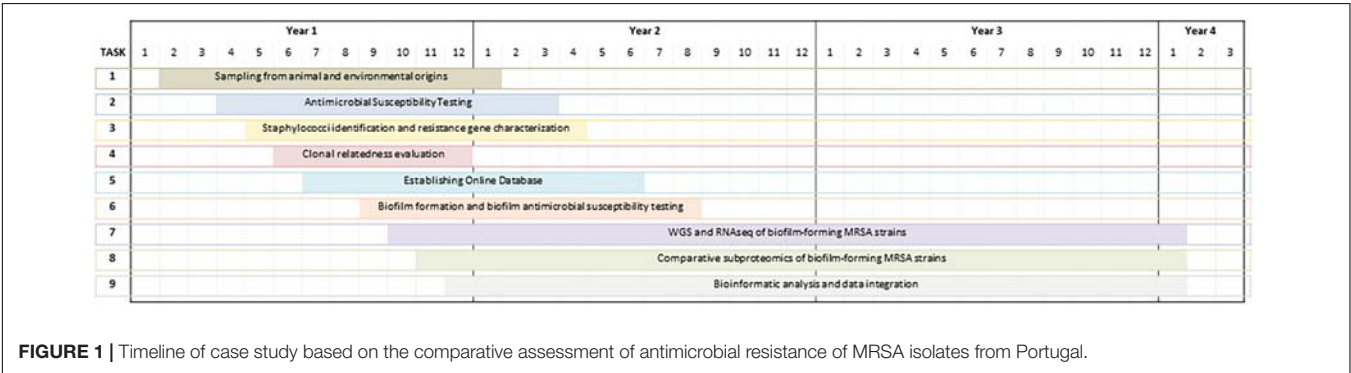 Year 1 Year 2 Year 3 Year 4
TASK 1 2 3 4 5 6 7 8 9 10 11 12 1 2 3 4 5 6 7 8 9 10 11 12 1 2 3 4 5 6 7 8 9 10 11 12 1 2 3
1 Sampling from animal and environmental origins
2 Antimicrobial Susceptibility Testing
3 Staphylococci identification and resistance gene characterization
4 Clonal relatedness evaluation
5 Establishing Online Database
6 Biofilm formation and biofilm antimicrobial susceptibility testing
7 WGS and RNAseq of biofilm-forming MRSA strains
8 Comparative subproteomics of biofilm-forming MRSA strains
9 Bioinformatic analysis and data integration
FIGURE 1 | Timeline of case study based on the comparative assessment of antimicrobial resistance of MRSA isolates from Portugal.